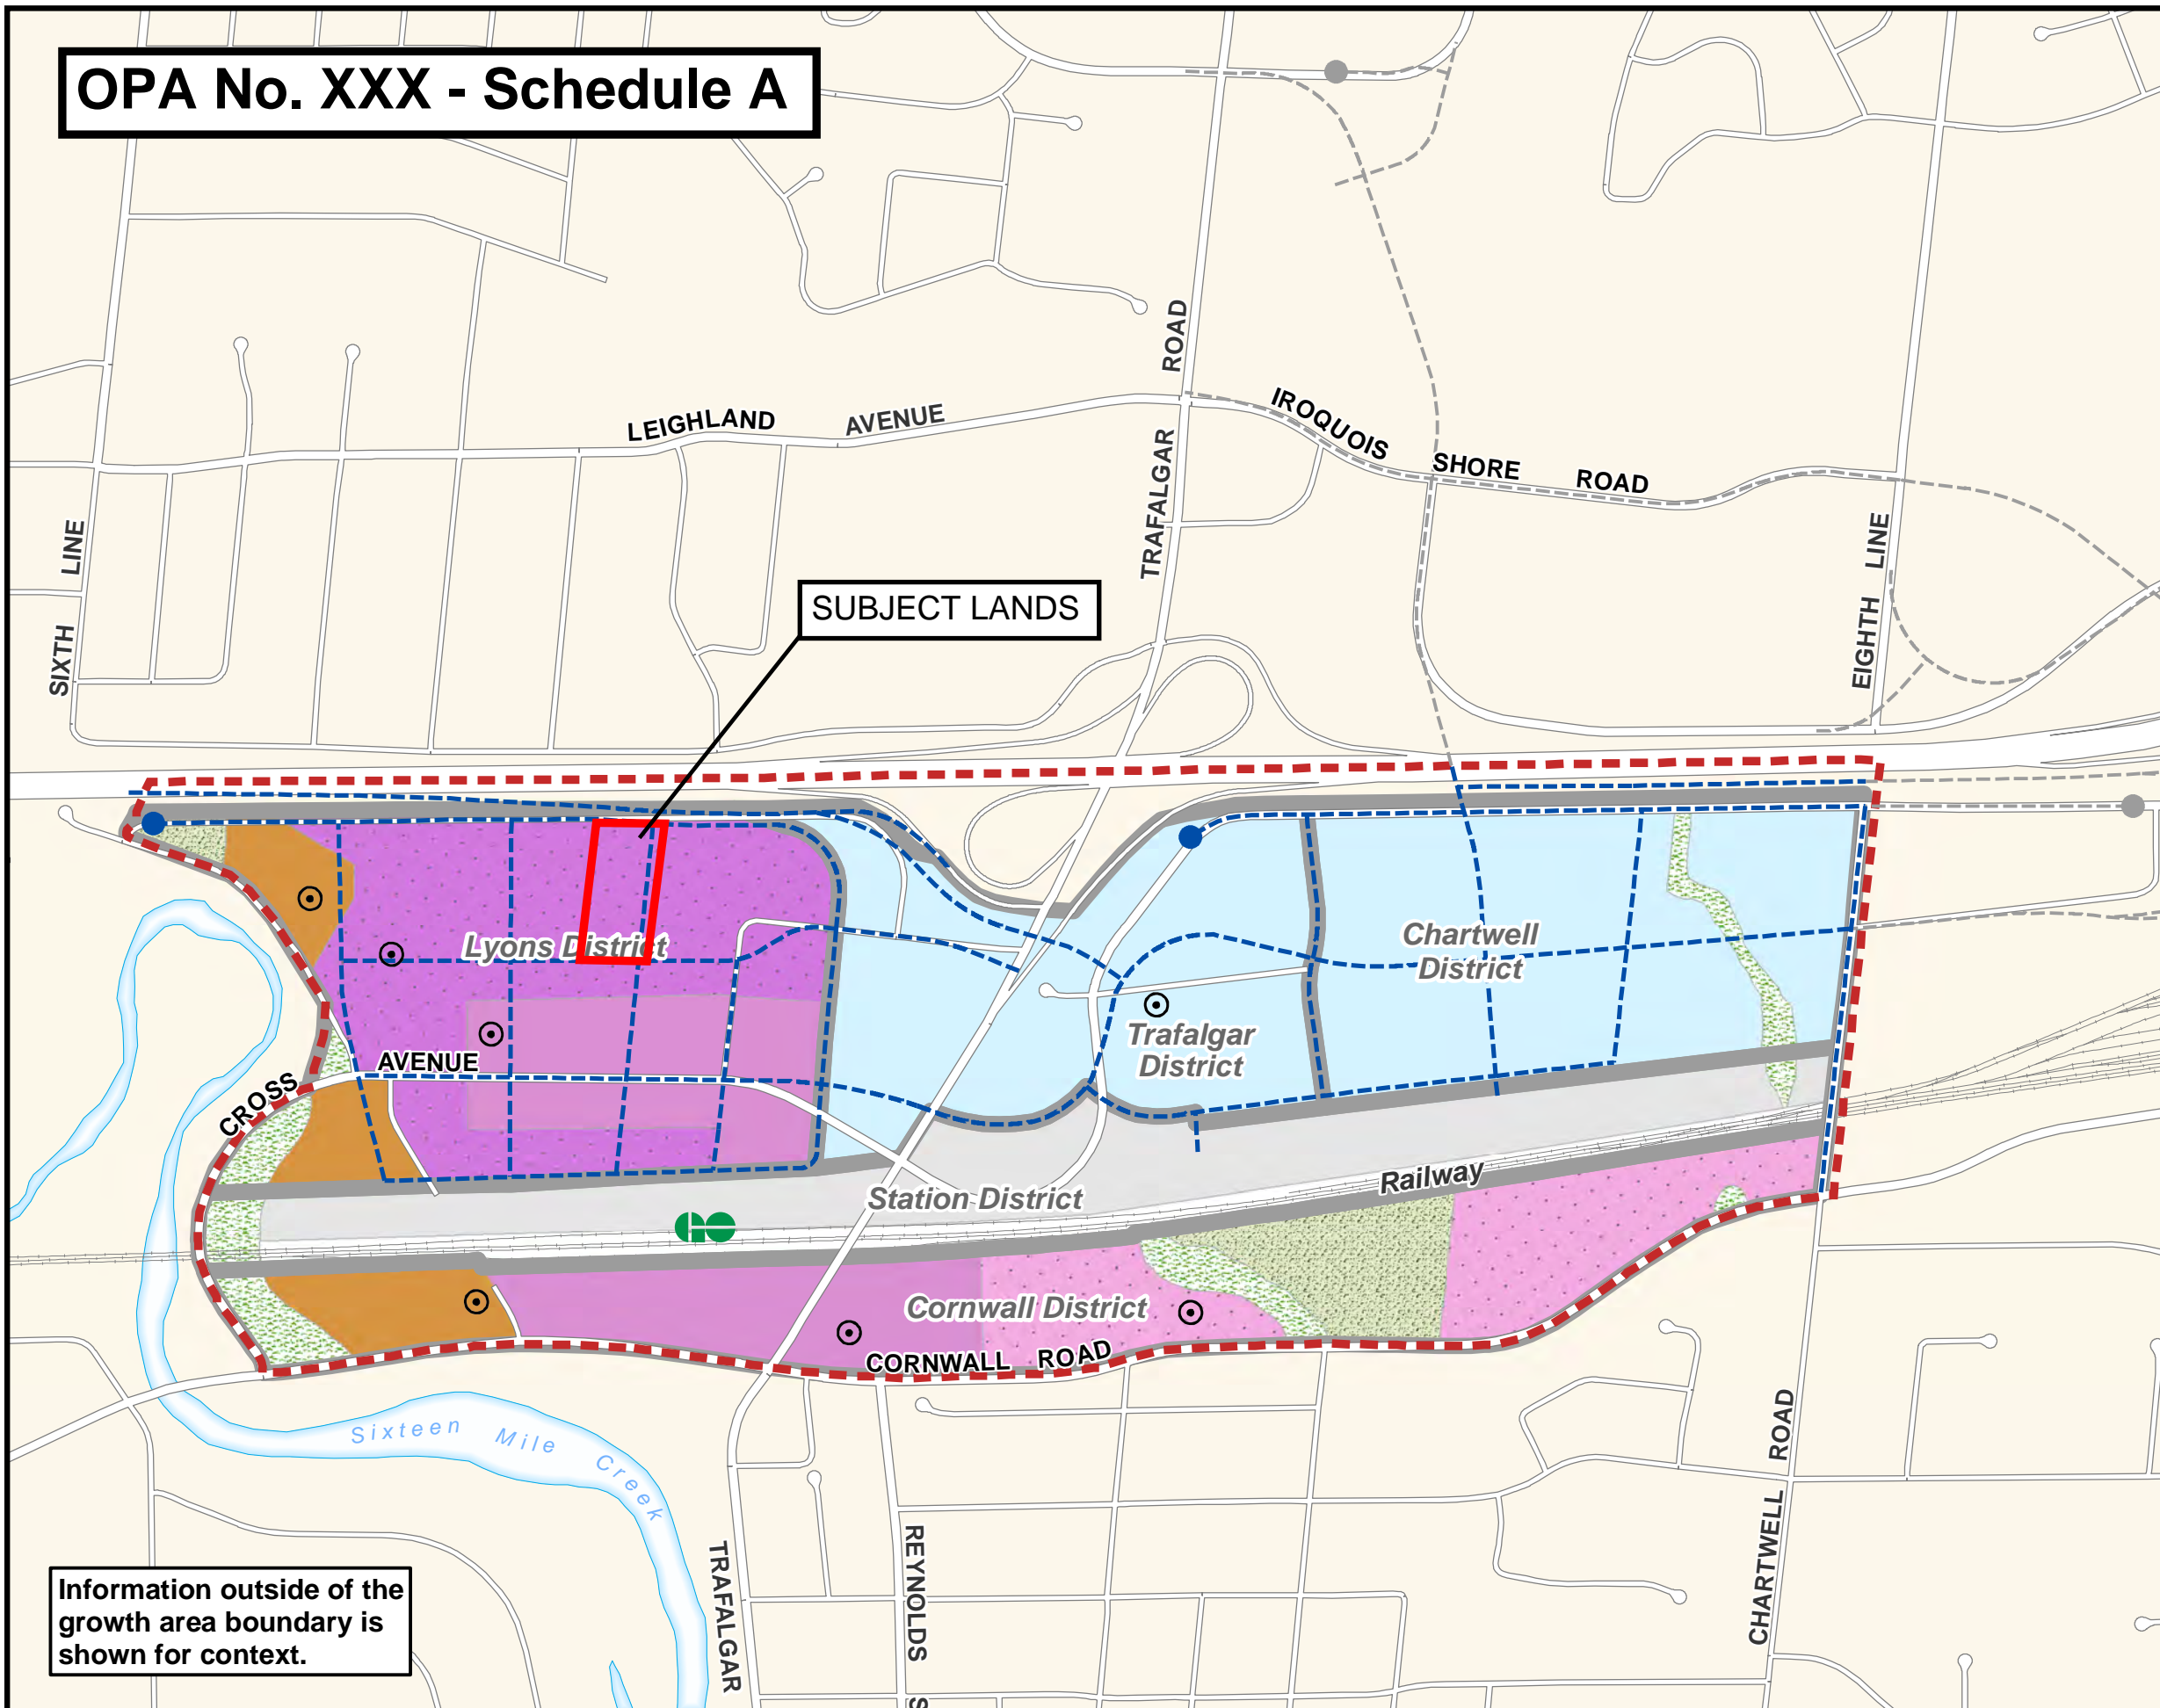 OPA No. XXX - Schedule A
ROAD
LEIGHLAND AVENUE
IROQUOIS SHORE ROAD
TRAFALGAR
SIXTH LINE
EIGHTH LINE
SUBJECT LANDS
Lyons District
Chartwell
District
Trafalgar
District
CROSS AVENUE
Railway
Station District
GO
Cornwall District
CORNWALL ROAD
Sixteen Mile Creek
CHARTWELL ROAD
TRAFALGAR
REYNOLDS S
Information outside of the
growth area boundary is
shown for context.